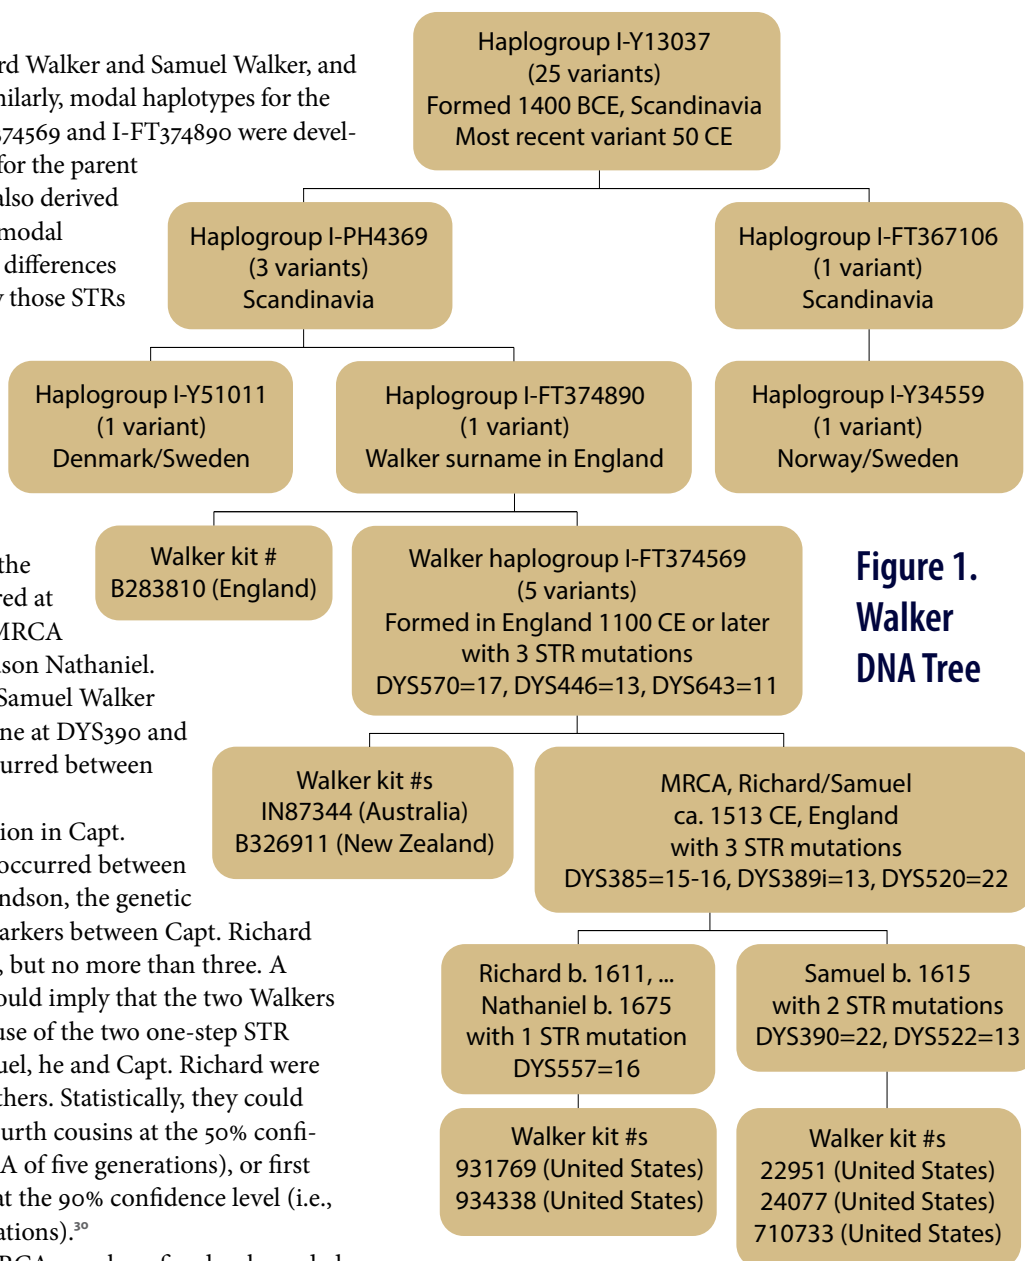 rd Walker and Samuel Walker, and
nilarly, modal haplotypes for the
374569 and I-FT374890 were devel-
for the parent
also derived
modal
differences
y those STRs
the
red at
MRCA
ason Nathaniel.
Samuel Walker
ne at DYS390 and
curred between
ion in Capt.
occurred between
ndson, the genetic
arkers between Capt. Richard
, but no more than three. A
ould imply that the two Walkers
use of the two one-step STR
uel, he and Capt. Richard were
thers. Statistically, they could
urth cousins at the 50% confi-
A of five generations), or first
at the 90% confidence level (i.e.,
ations).³⁰
Haplogroup I-Y13037
(25 variants)
Formed 1400 BCE, Scandinavia
Most recent variant 50 CE
Haplogroup I-PH4369
(3 variants)
Scandinavia
Haplogroup I-FT367106
(1 variant)
Scandinavia
Haplogroup I-Y51011
(1 variant)
Denmark/Sweden
Haplogroup I-FT374890
(1 variant)
Walker surname in England
Haplogroup I-Y34559
(1 variant)
Norway/Sweden
Walker kit #
B283810 (England)
Walker haplogroup I-FT374569
(5 variants)
Formed in England 1100 CE or later
with 3 STR mutations
DYS570=17, DYS446=13, DYS643=11
Figure 1.
Walker
DNA Tree
Walker kit #s
IN87344 (Australia)
B326911 (New Zealand)
MRCA, Richard/Samuel
ca. 1513 CE, England
with 3 STR mutations
DYS385=15-16, DYS389i=13, DYS520=22
Richard b. 1611, ...
Nathaniel b. 1675
with 1 STR mutation
DYS557=16
Samuel b. 1615
with 2 STR mutations
DYS390=22, DYS522=13
Walker kit #s
931769 (United States)
934338 (United States)
Walker kit #s
22951 (United States)
24077 (United States)
710733 (United States)